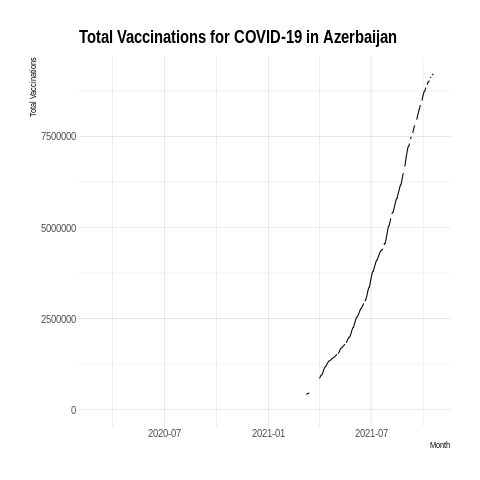 Total Vaccinations for COVID-19 in Azerbaijan
Total Vaccinations
7500000
5000000
2500000
0
2020-07
2021-01
2021-07
Month